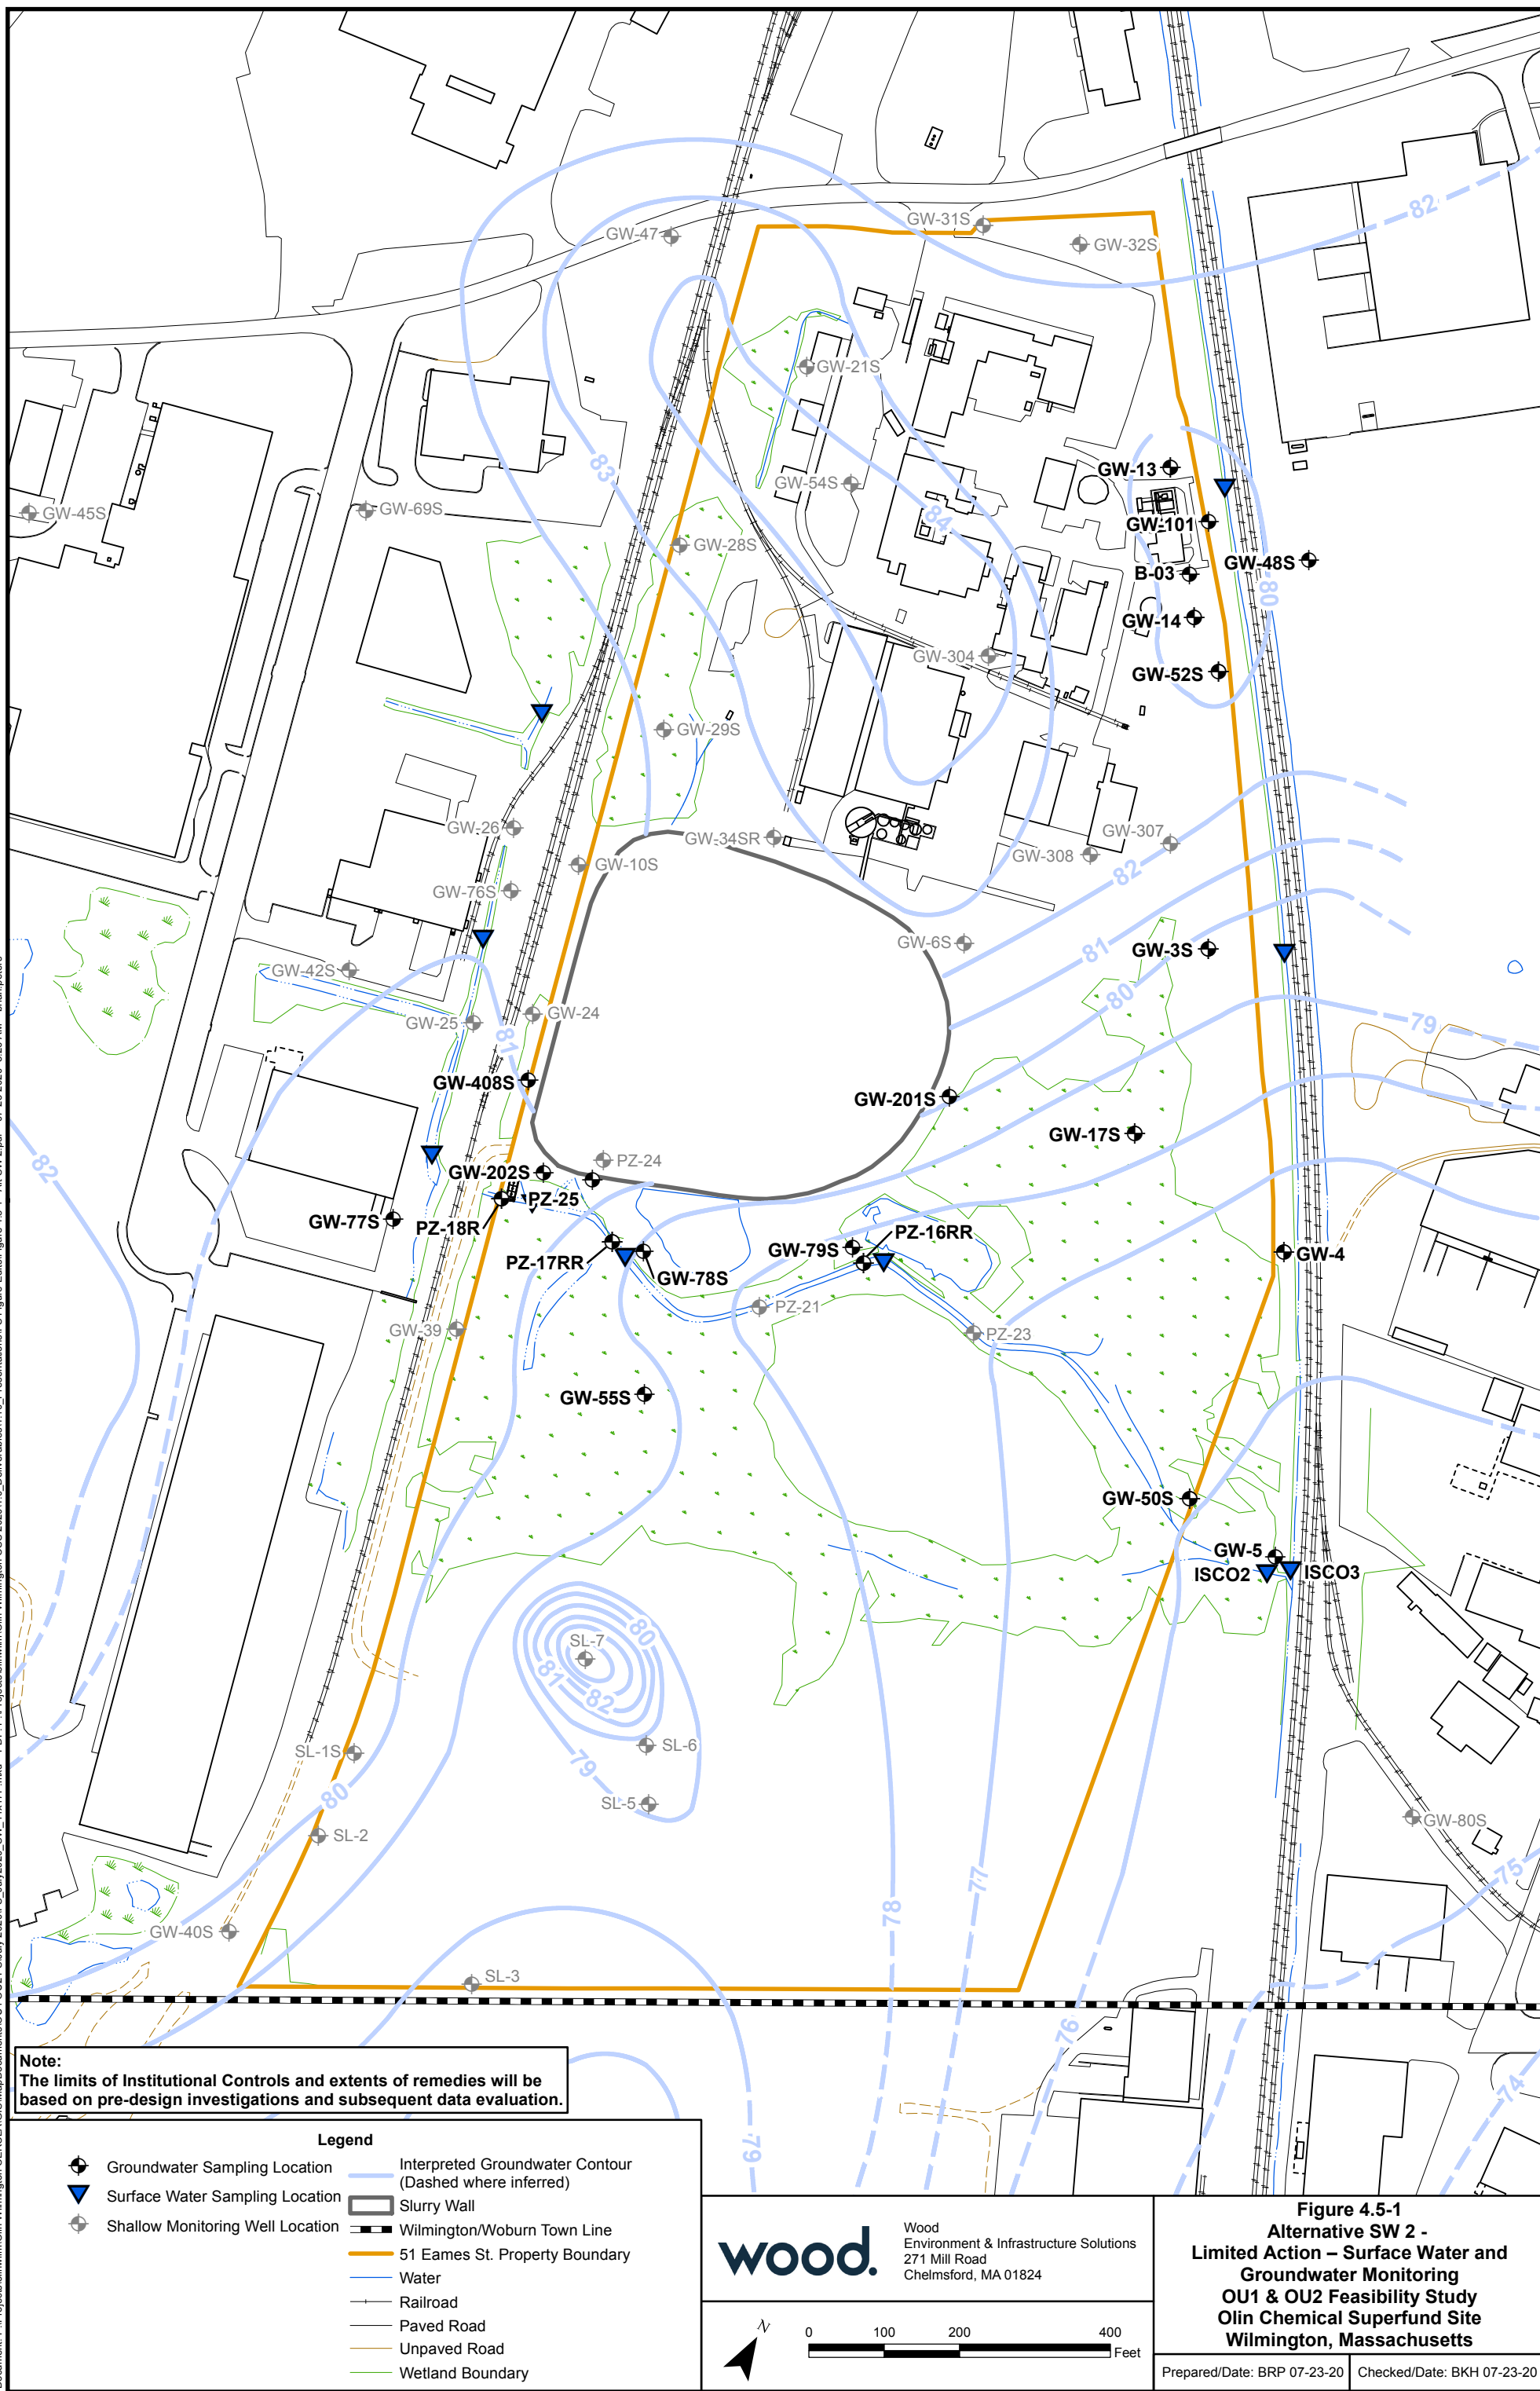 82
GW-31S
GW-47
GW-32S
GW-21S
83
GW-13
GW-54S
GW-45S
GW-69S
84
GW-101
GW-28S
GW-48S
B-03
80
GW-14
GW-304
GW-52S
GW-29S
GW-26
GW-34SR
GW-307
GW-308
GW-10S
82
GW-76S
GW-6S
GW-3S
81
GW-42S
80
GW-24
GW-25
79
81
GW-408S
GW-201S
GW-17S
82
PZ-24
GW-202S
PZ-25
GW-77S
PZ-18R
PZ-16RR
GW-79S
GW-4
PZ-17RR
GW-78S
PZ-21
GW-39
PZ-23
GW-55S
GW-50S
GW-5
ISCO2
ISCO3
80
SL-7
81
82
SL-6
SL-1S
79
80
SL-5
GW-80S
SL-2
75
77
78
GW-40S
SL-3
76
74
79
Note:
The limits of Institutional Controls and extents of remedies will be
based on pre-design investigations and subsequent data evaluation.
Legend
Groundwater Sampling Location
Surface Water Sampling Location
Shallow Monitoring Well Location
Interpreted Groundwater Contour
(Dashed where inferred)
Slurry Wall
Wilmington/Woburn Town Line
51 Eames St. Property Boundary
Water
Railroad
Paved Road
Unpaved Road
Wetland Boundary
wood.
Wood
Environment & Infrastructure Solutions
271 Mill Road
Chelmsford, MA 01824
N
0 100 200 400
Feet
Figure 4.5-1
Alternative SW 2 -
Limited Action – Surface Water and
Groundwater Monitoring
OU1 & OU2 Feasibility Study
Olin Chemical Superfund Site
Wilmington, Massachusetts
Prepared/Date: BRP 07-23-20
Checked/Date: BKH 07-23-20